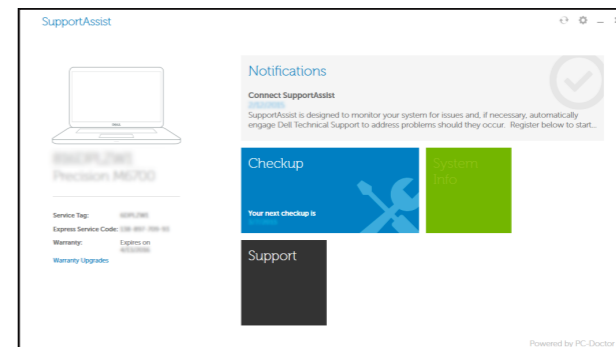 SupportAssist
Notifications
Connect SupportAssist
SupportAssist is designed to monitor your system for issues and, if necessary, automatically
engage Dell Technical Support to address problems should they occur. Register below to start...
Precision M6700
Checkup
Your next checkup is
System
Info
Service Tag:
Express Service Code:
Warranty: Expires on
Warranty Upgrades
Support
Powered by PC-Doctor